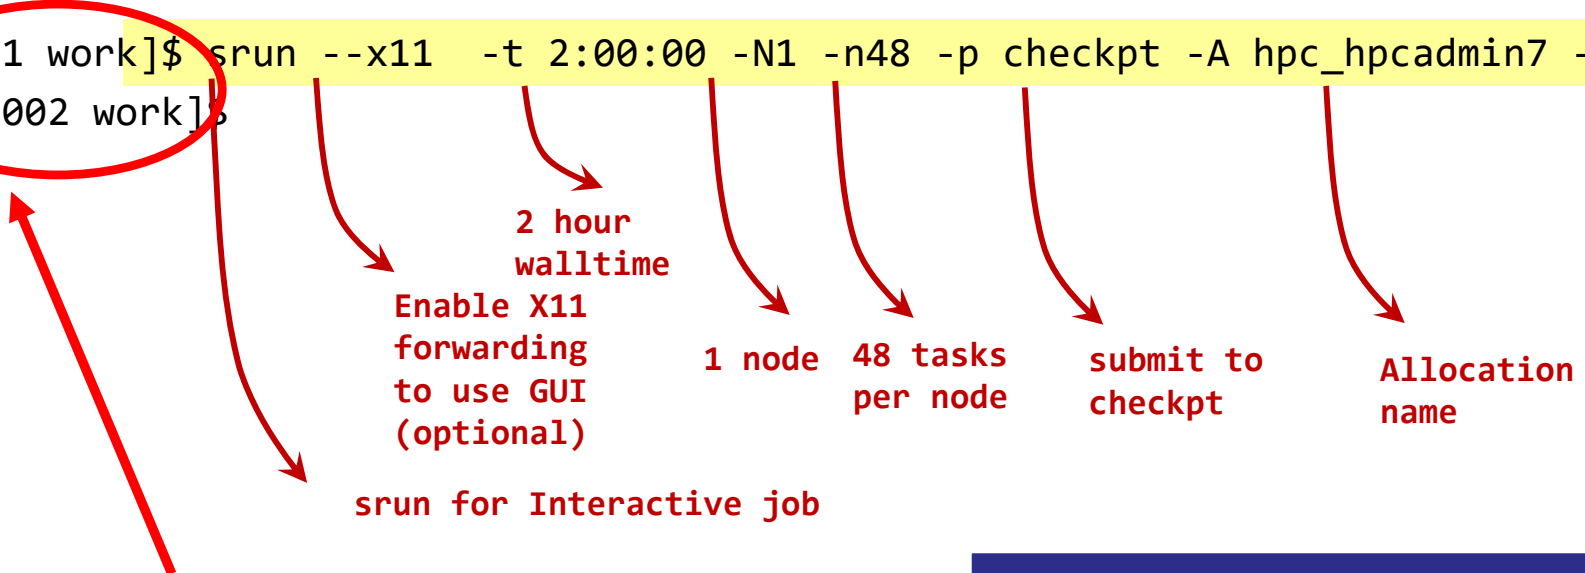 1 work]$ srun --x11  -t 2:00:00 -N1 -n48 -p checkpt -A hpc_hpcadmin7 -
002 work]$
2 hour
walltime
Enable X11
forwarding
to use GUI
(optional)
1 node
48 tasks
per node
submit to
checkpt
Allocation
name
srun for Interactive job